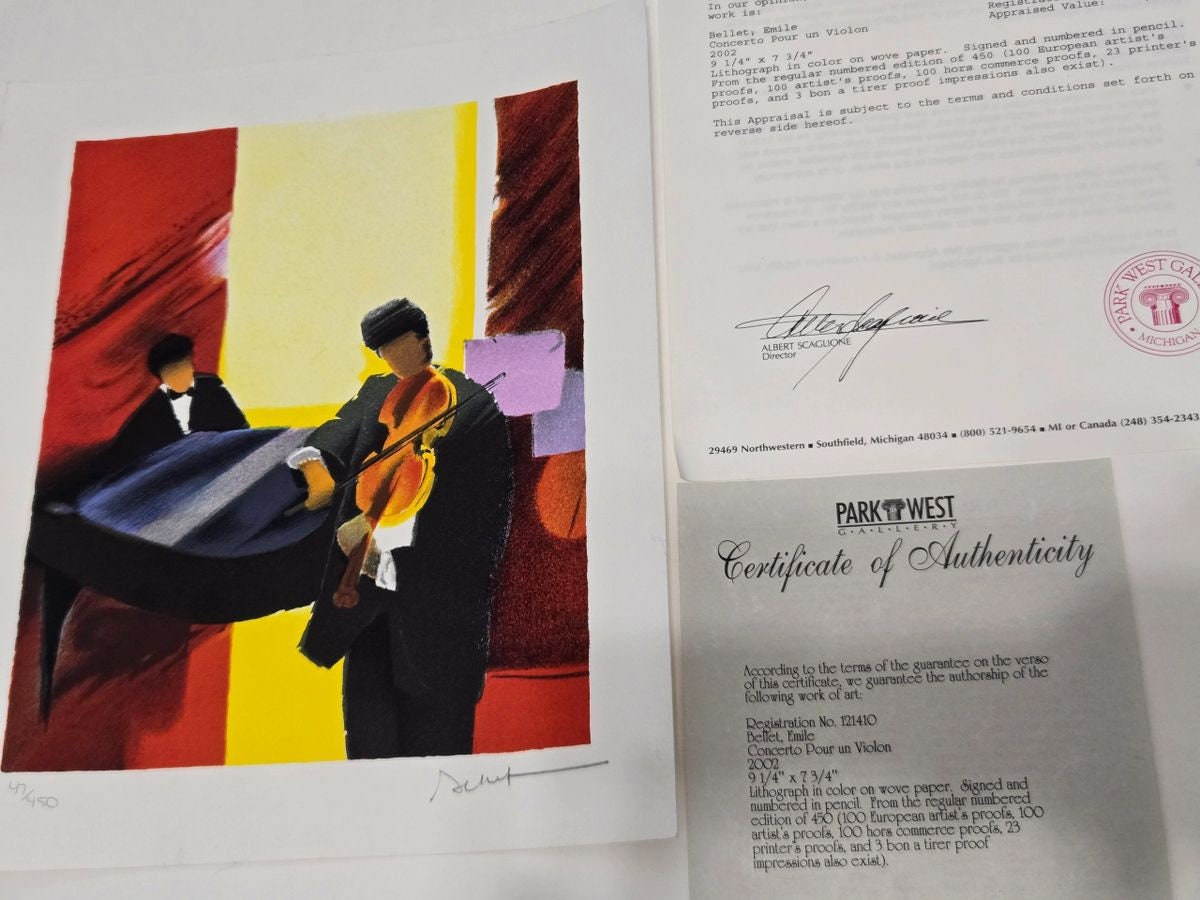 In our opinion,
work is:
Registra
Appraised Value:
Bellet, Emile
Concerto Pour un Violon
2002
9 1/4" x 7 3/4"
Lithograph in color on wove paper. Signed and numbered in pencil.
From the regular numbered edition of 450 (100 European artist's
proofs, 100 artist's proofs, 100 hors commerce proofs, 23 printer's
proofs, and 3 bon a tirer proof impressions also exist).
This Appraisal is subject to the terms and conditions set forth on
reverse side hereof.
ALBERT SCAGLIONE
Director
PARK WEST GAL
MICHIGAN
29469 Northwestern ■ Southfield, Michigan 48034 ■ (800) 521-9654 ■ MI or Canada (248) 354-2343
PARK WEST
G·A·L·L·E·R·Y
Certificate of Authenticity
According to the terms of the guarantee on the verso
of this certificate, we guarantee the authorship of the
following work of art:
Registration No. 121410
Bellet, Emile
Concerto Pour un Violon
2002
9 1/4" x 7 3/4"
Lithograph in color on wove paper. Signed and
numbered in pencil. From the regular numbered
edition of 450 (100 European artist's proofs, 100
artist's proofs, 100 hors commerce proofs, 23
printer's proofs, and 3 bon a tirer proof
impressions also exist).
47/450
Bellet